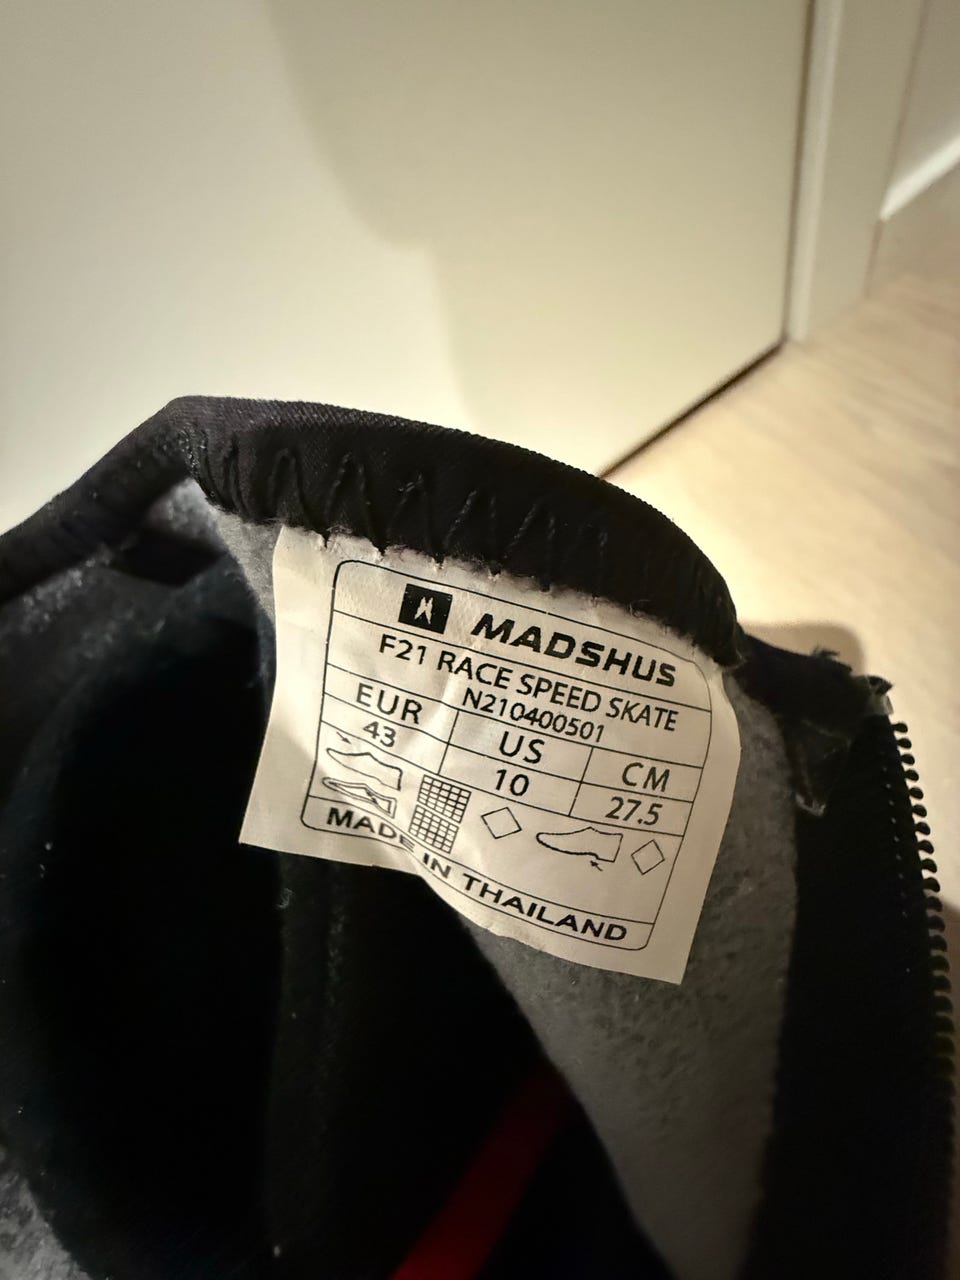 MADSHUS
F21 RACE SPEED SKATE
N210400501
EUR US CM
43 10 27.5
MADE IN THAILAND